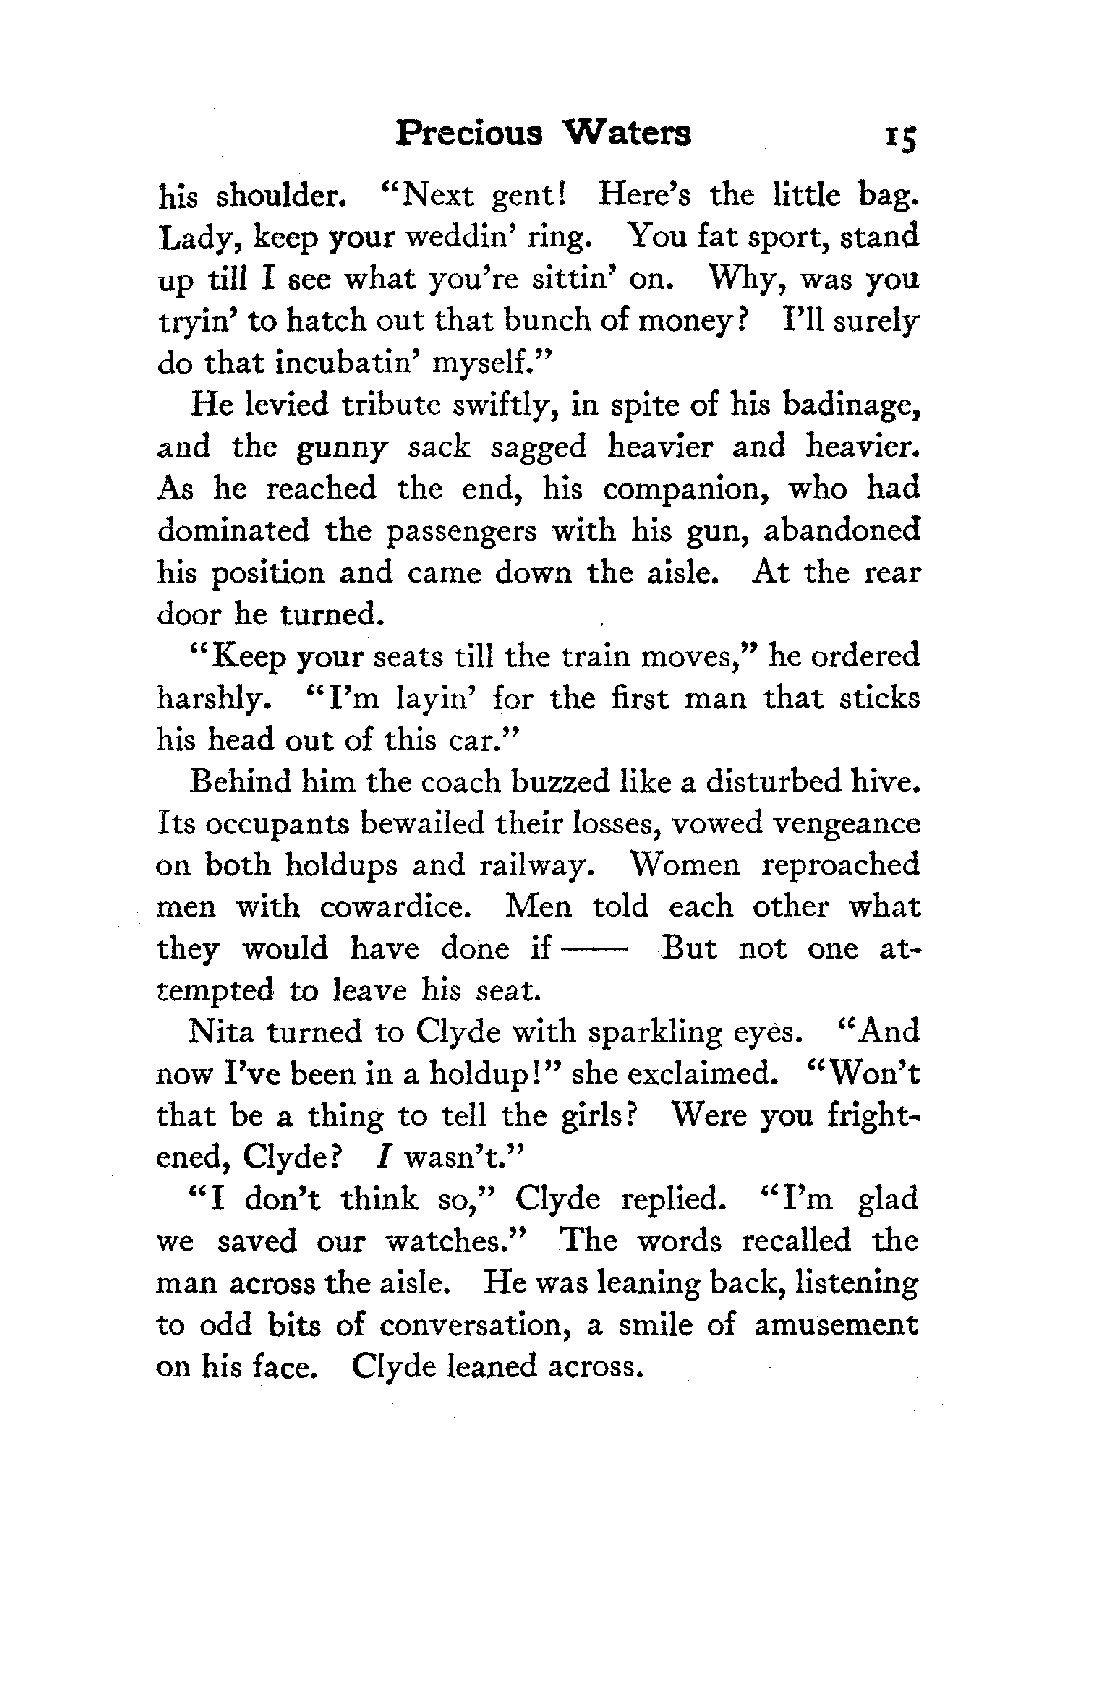 Precious Waters 15
his shoulder. “Next gent! Here’s the little bag.
Lady, keep your weddin’ ring. You fat sport, stand
up till I see what you’re sittin’ on. Why, was you
tryin’ to hatch out that bunch of money? I’ll surely
do that incubatin’ myself.”
He levied tribute swiftly, in spite of his badinage,
and the gunny sack sagged heavier and heavier.
As he reached the end, his companion, who had
dominated the passengers with his gun, abandoned
his position and came down the aisle. At the rear
door he turned.
“Keep your seats till the train moves,” he ordered
harshly. “I’m layin’ for the first man that sticks
his head out of this car.”
Behind him the coach buzzed like a disturbed hive.
Its occupants bewailed their losses, vowed vengeance
on both holdups and railway. Women reproached
men with cowardice. Men told each other what
they would have done if —— But not one at-
tempted to leave his seat.
Nita turned to Clyde with sparkling eyes. “And
now I’ve been in a holdup!” she exclaimed. “Won’t
that be a thing to tell the girls? Were you fright-
ened, Clyde? I wasn’t.”
“I don’t think so,” Clyde replied. “I’m glad
we saved our watches.” The words recalled the
man across the aisle. He was leaning back, listening
to odd bits of conversation, a smile of amusement
on his face. Clyde leaned across.